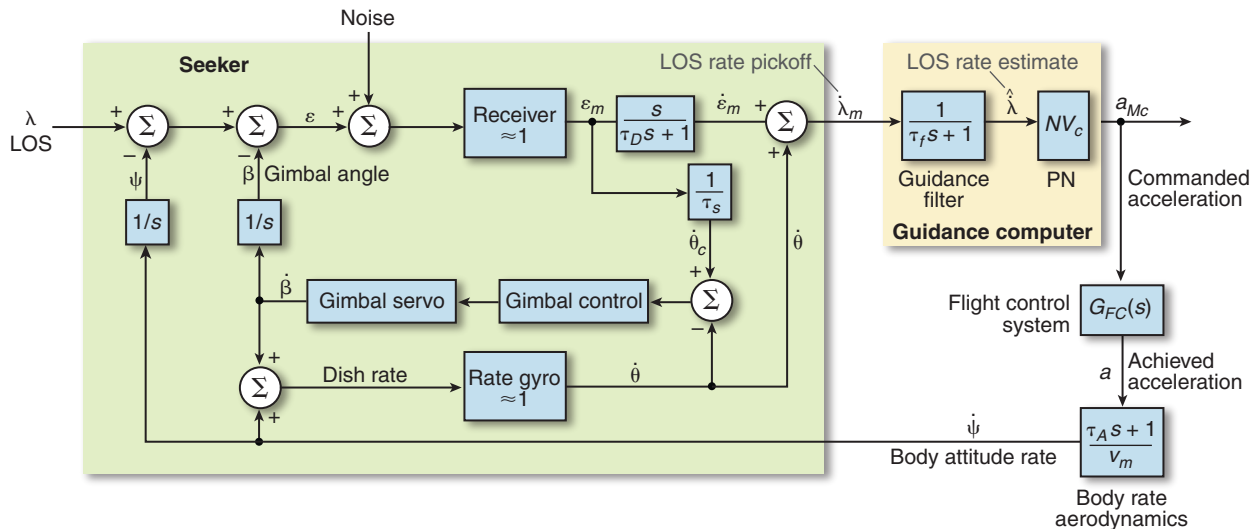 Noise
Seeker
LOS rate pickoff
LOS rate estimate
λ
LOS
+
Σ
−
+
Σ
−
ε
+
+
Σ
Receiver
≈1
ε_m
s
τ_D s + 1
ε̇_m
+
+
Σ
λ̇_m
1
τ_f s + 1
λ̇̂
NV_c
a_Mc
Guidance
filter
PN
Guidance computer
Commanded
acceleration
ψ
β
Gimbal angle
1/s
1/s
1
τ_s
θ̇_c
θ̇
β̇
Gimbal servo
Gimbal control
+
Σ
−
Flight control
system
G_FC(s)
+
Σ
+
Dish rate
Rate gyro
≈1
θ̇
a
Achieved
acceleration
ψ̇
Body attitude rate
τ_A s + 1
v_m
Body rate
aerodynamics